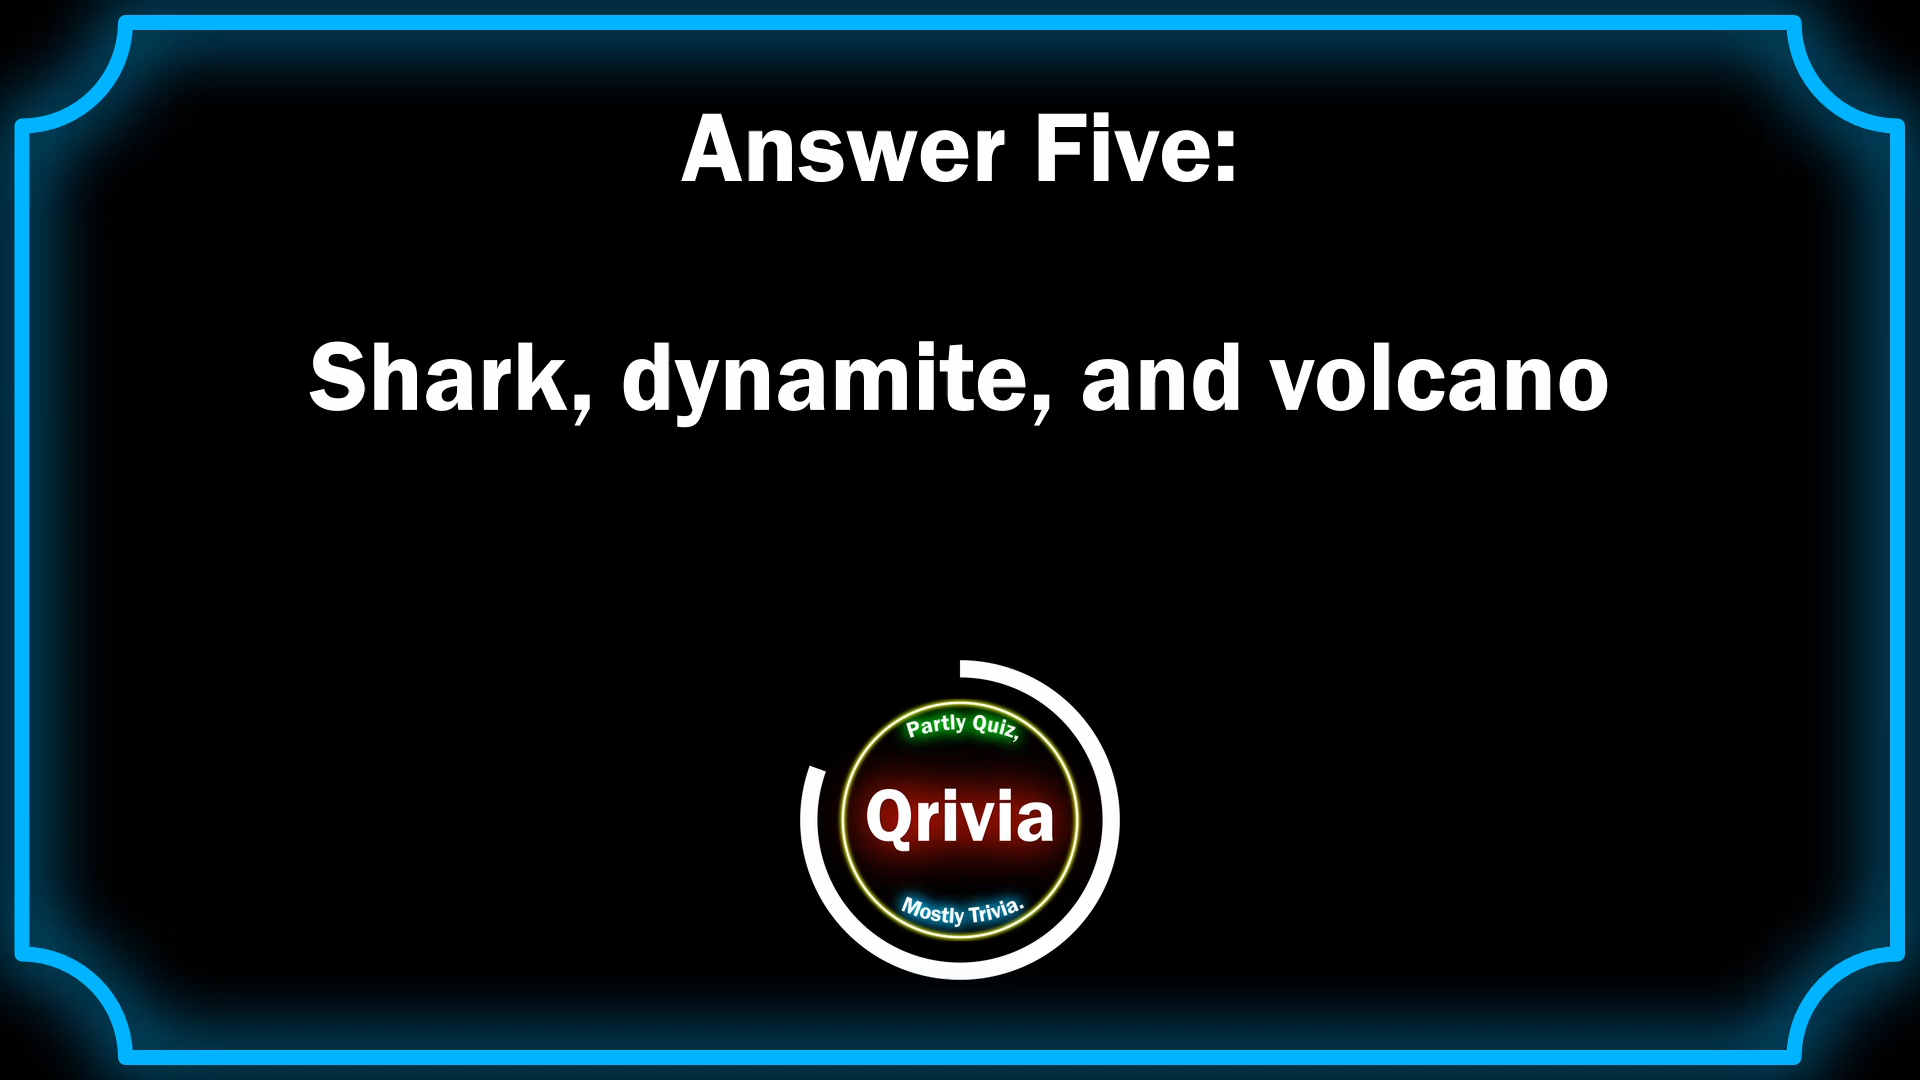 Answer Five:
Shark, dynamite, and volcano
Partly Quiz,
Qrivia
Mostly Trivia.